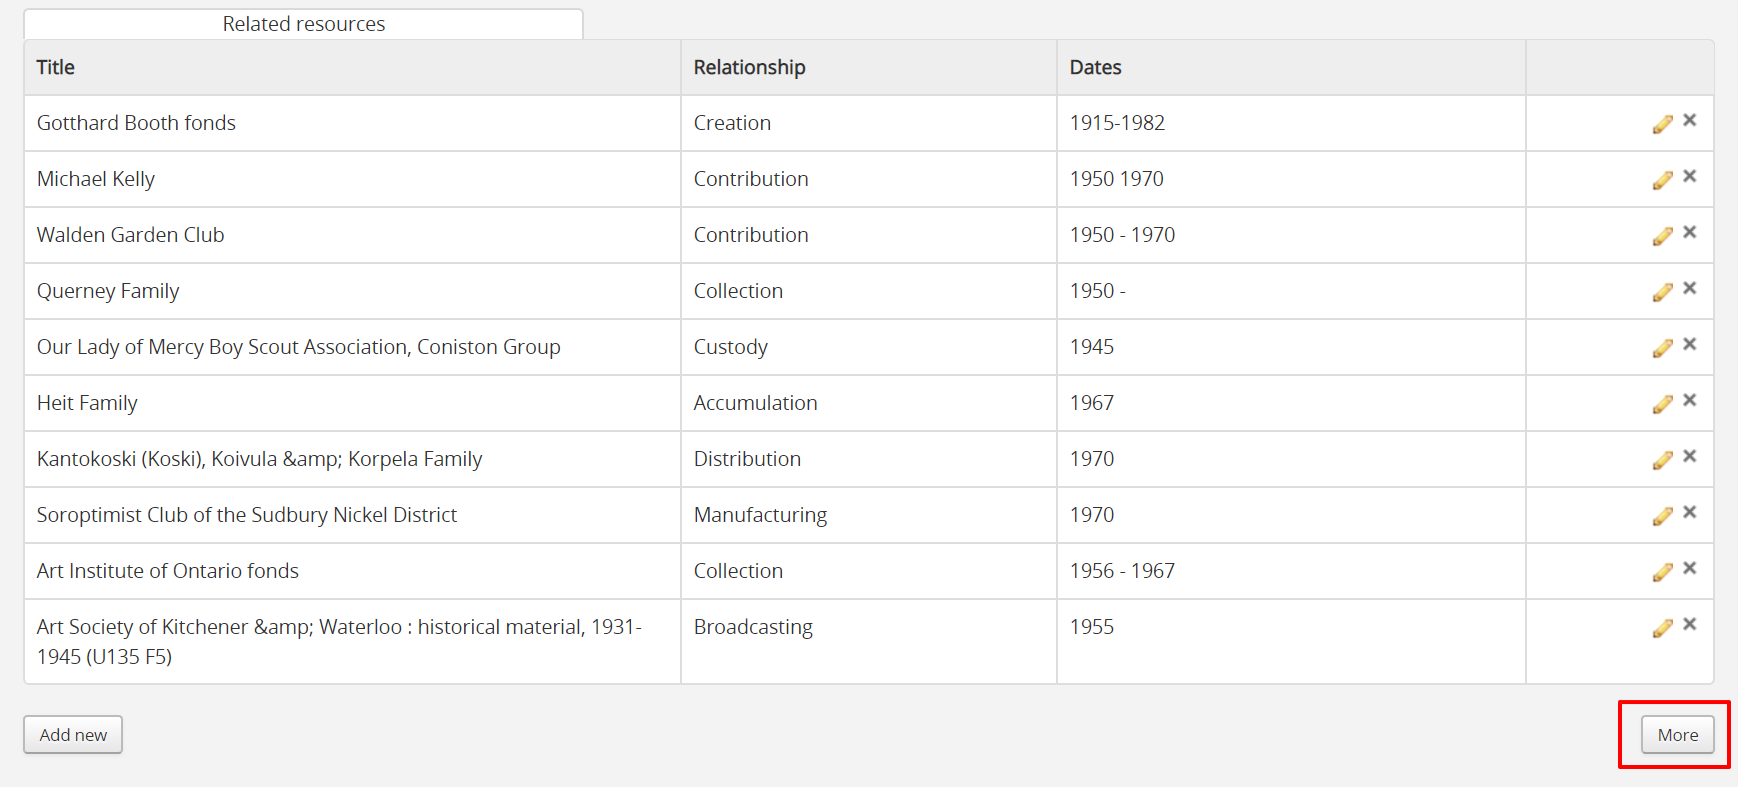 Related resources
Title Relationship Dates
Gotthard Booth fonds Creation 1915-1982
Michael Kelly Contribution 1950 1970
Walden Garden Club Contribution 1950 - 1970
Querney Family Collection 1950 -
Our Lady of Mercy Boy Scout Association, Coniston Group Custody 1945
Heit Family Accumulation 1967
Kantokoski (Koski), Koivula &amp; Korpela Family Distribution 1970
Soroptimist Club of the Sudbury Nickel District Manufacturing 1970
Art Institute of Ontario fonds Collection 1956 - 1967
Art Society of Kitchener &amp; Waterloo : historical material, 1931- Broadcasting 1955
1945 (U135 F5)
Add new More